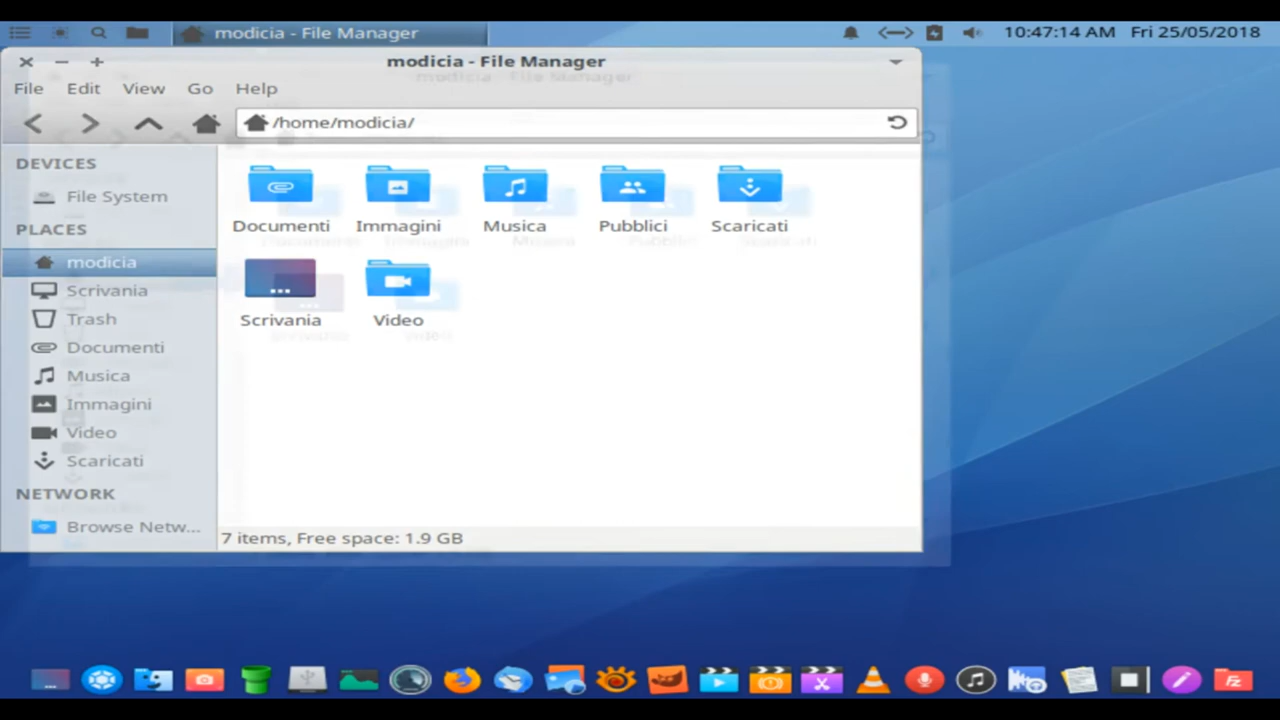 modicia - File Manager
10:47:14 AM Fri 25/05/2018
modicia - File Manager
File Edit View Go Help
/home/modicia/
DEVICES
File System
PLACES
modicia
Scrivania
Trash
Documenti
Musica
Immagini
Video
Scaricati
NETWORK
Browse Netw...
Documenti Immagini Musica Pubblici Scaricati
Scrivania Video
7 items, Free space: 1.9 GB
Fz